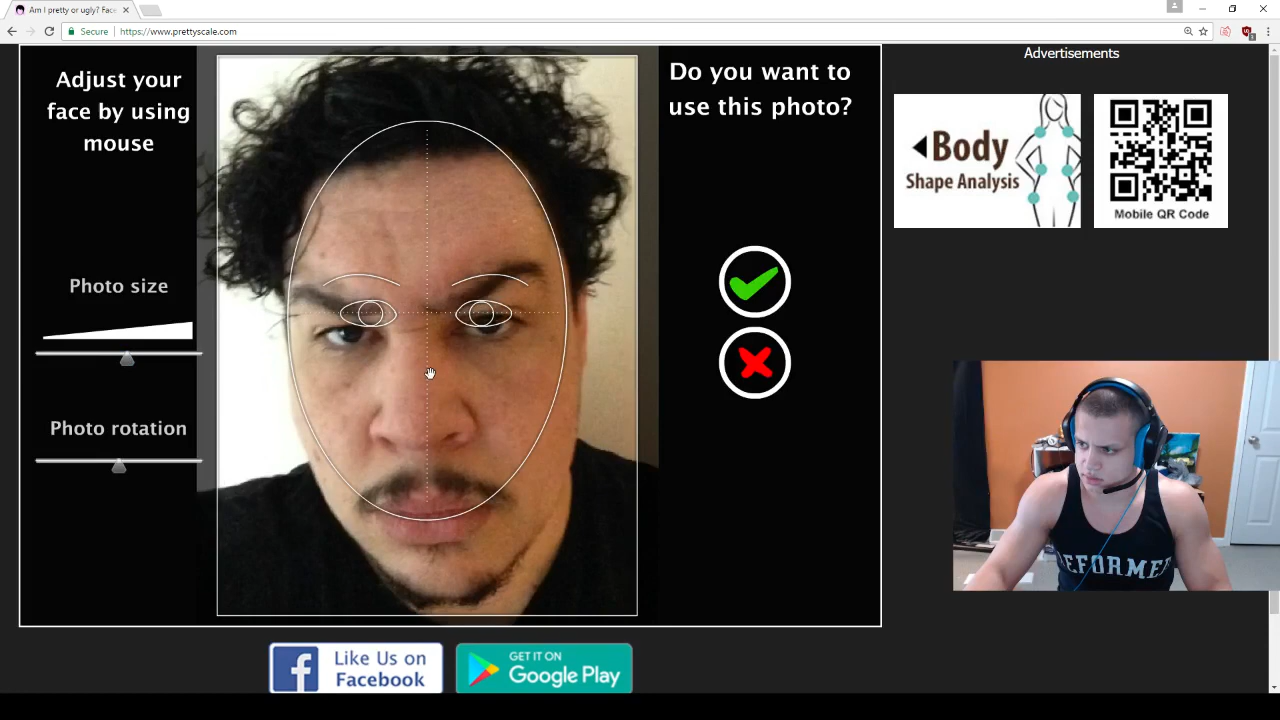 Am I pretty or ugly? Face
Secure
https://www.prettyscale.com
Adjust your
face by using
mouse
Photo size
Photo rotation
Do you want to
use this photo?
Advertisements
Body
Shape Analysis
Mobile QR Code
REFORMED
Like Us on
Facebook
GET IT ON
Google Play